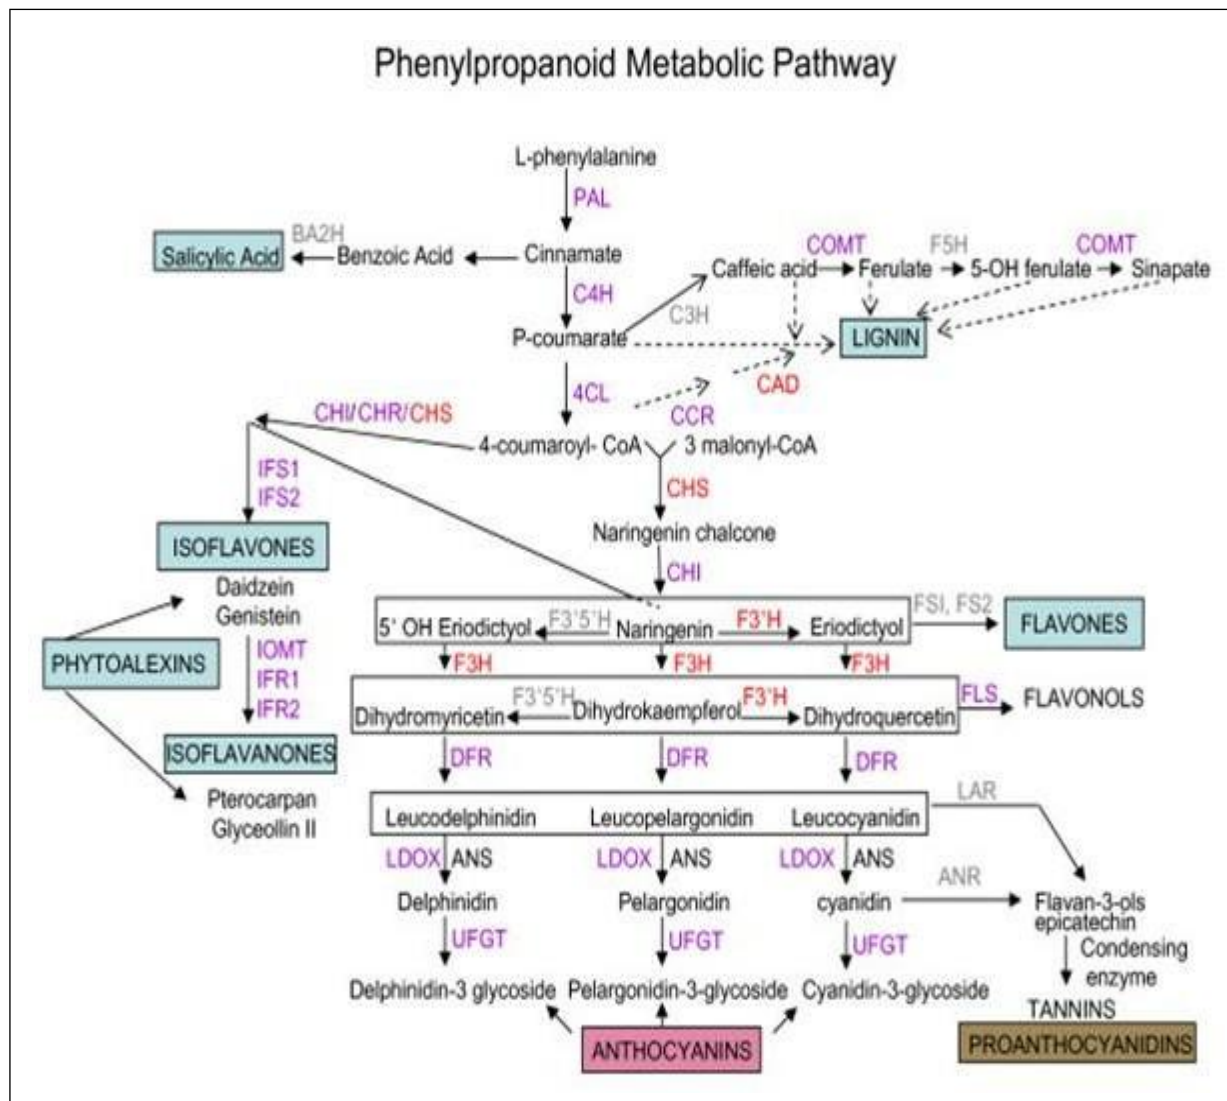 Phenylpropanoid Metabolic Pathway
L-phenylalanine
PAL
Salicylic Acid
BA2H
Benzoic Acid
Cinnamate
C4H
P-coumarate
C3H
Caffeic acid
COMT
Ferulate
F5H
5-OH ferulate
COMT
Sinapate
LIGNIN
CAD
CCR
4CL
CHI/CHR/CHS
4-coumaroyl- CoA
3 malonyl-CoA
CHS
Naringenin chalcone
CHI
IFS1
IFS2
ISOFLAVONES
Daidzein
Genistein
PHYTOALEXINS
IOMT
IFR1
IFR2
ISOFLAVANONES
Pterocarpan
Glyceollin II
5' OH Eriodictyol
F3'5'H
Naringenin
F3'H
Eriodictyol
FSI, FS2
FLAVONES
F3H
F3H
F3H
Dihydromyricetin
F3'5'H
Dihydrokaempferol
F3'H
Dihydroquercetin
FLS
FLAVONOLS
DFR
DFR
DFR
Leucodelphinidin
Leucopelargonidin
Leucocyanidin
LAR
LDOX ANS
LDOX ANS
LDOX ANS
Delphinidin
Pelargonidin
cyanidin
ANR
Flavan-3-ols
epicatechin
UFGT
UFGT
UFGT
Condensing
enzyme
Delphinidin-3 glycoside
Pelargonidin-3-glycoside
Cyanidin-3-glycoside
TANNINS
ANTHOCYANINS
PROANTHOCYANIDINS